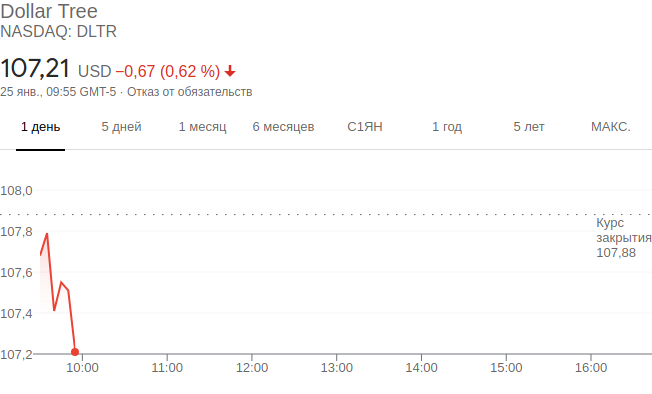 Dollar Tree
NASDAQ: DLTR
107,21 USD −0,67 (0,62 %)
25 янв., 09:55 GMT-5 · Отказ от обязательств
1 день 5 дней 1 месяц 6 месяцев С1ЯН 1 год 5 лет МАКС.
108,0
107,8
107,6
107,4
107,2
Курс
закрытия
107,88
10:00 11:00 12:00 13:00 14:00 15:00 16:00